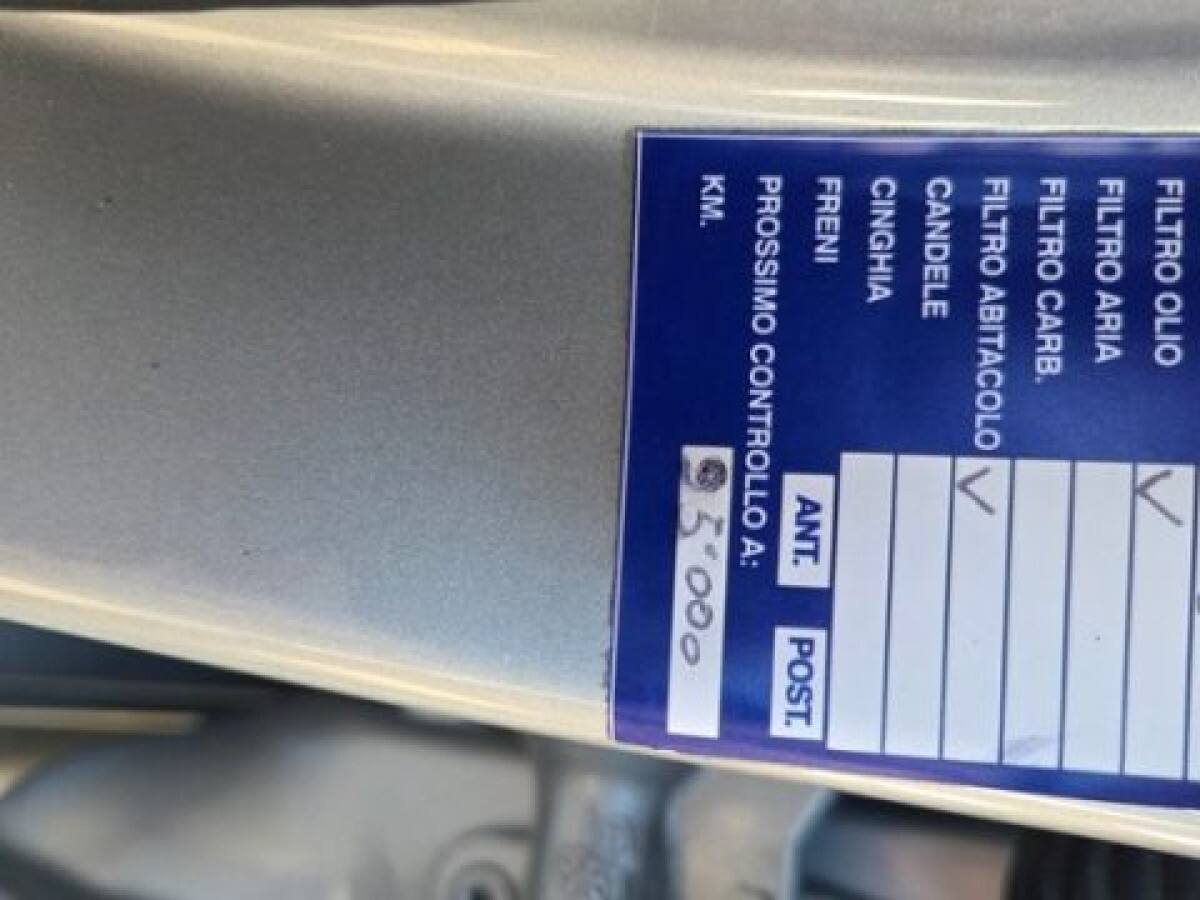 FILTRO OLIO V
FILTRO ARIA
FILTRO CARB.
FILTRO ABITACOLO V
CANDELE
CINGHIA
FRENI ANT. POST.
PROSSIMO CONTROLLO A:
KM. 5'000